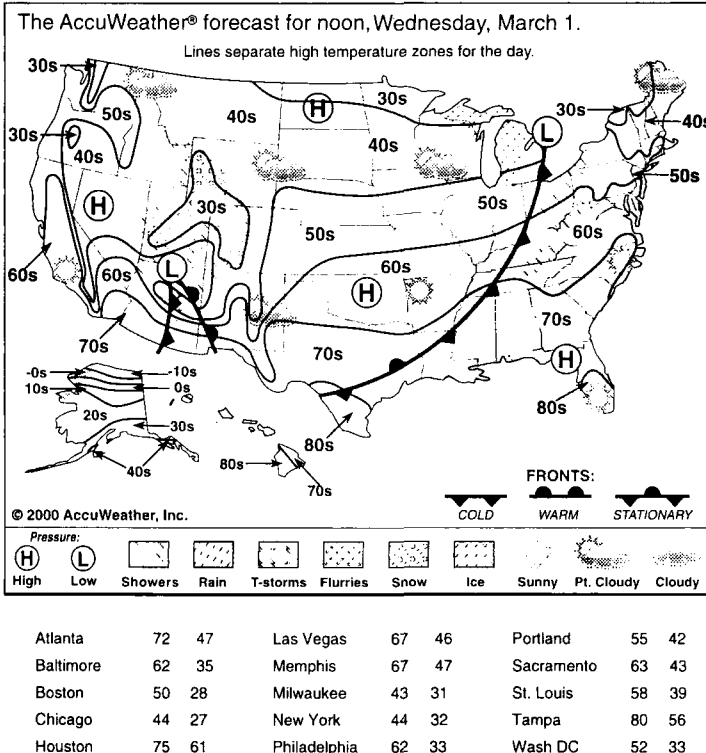 The AccuWeather® forecast for noon, Wednesday, March 1.
Lines separate high temperature zones for the day.
30s
50s
30s
40s
40s
H
30s
40s
L
30s
40s
50s
H
30s
50s
50s
60s
60s
60s
L
60s
H
70s
70s
70s
H
80s
80s
-0s
-10s
10s
0s
20s
30s
40s
80s
70s
FRONTS:
COLD WARM STATIONARY
© 2000 AccuWeather, Inc.
Pressure:
H L
High Low Showers Rain T-storms Flurries Snow Ice Sunny Pt. Cloudy Cloudy
Atlanta 72 47 Las Vegas 67 46 Portland 55 42
Baltimore 62 35 Memphis 67 47 Sacramento 63 43
Boston 50 28 Milwaukee 43 31 St. Louis 58 39
Chicago 44 27 New York 44 32 Tampa 80 56
Houston 75 61 Philadelphia 62 33 Wash DC 52 33